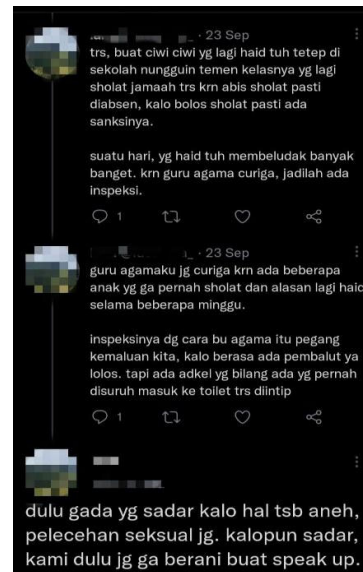 · 23 Sep
trs, buat ciwi ciwi yg lagi haid tuh tetep di
sekolah nungguin temen kelasnya yg lagi
sholat jamaah trs krn abis sholat pasti
diabsen, kalo bolos sholat pasti ada
sanksinya.
suatu hari, yg haid tuh membeludak banyak
banget. krn guru agama curiga, jadilah ada
inspeksi.
1
· 23 Sep
guru agamaku jg curiga krn ada beberapa
anak yg ga pernah sholat dan alasan lagi haid
selama beberapa minggu.
inspeksinya dg cara bu agama itu pegang
kemaluan kita, kalo berasa ada pembalut ya
lolos. tapi ada adkel yg bilang ada yg pernah
disuruh masuk ke toilet trs diintip
1
dulu gada yg sadar kalo hal tsb aneh,
pelecehan seksual jg. kalopun sadar,
kami dulu jg ga berani buat speak up.